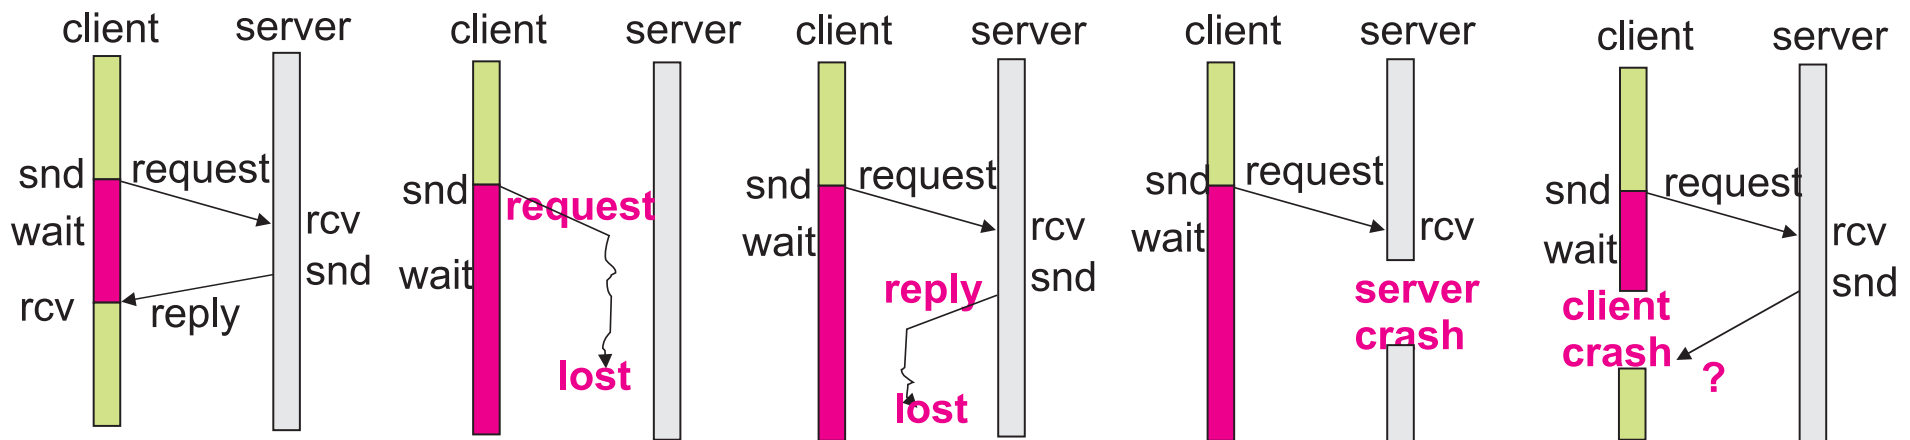 client server
snd request
wait rcv
snd
rcv reply
client server
snd request
wait
lost
client server
snd request
wait rcv
reply snd
lost
client server
snd request
wait rcv
server
crash
client server
snd request
wait rcv
snd
client
crash
?